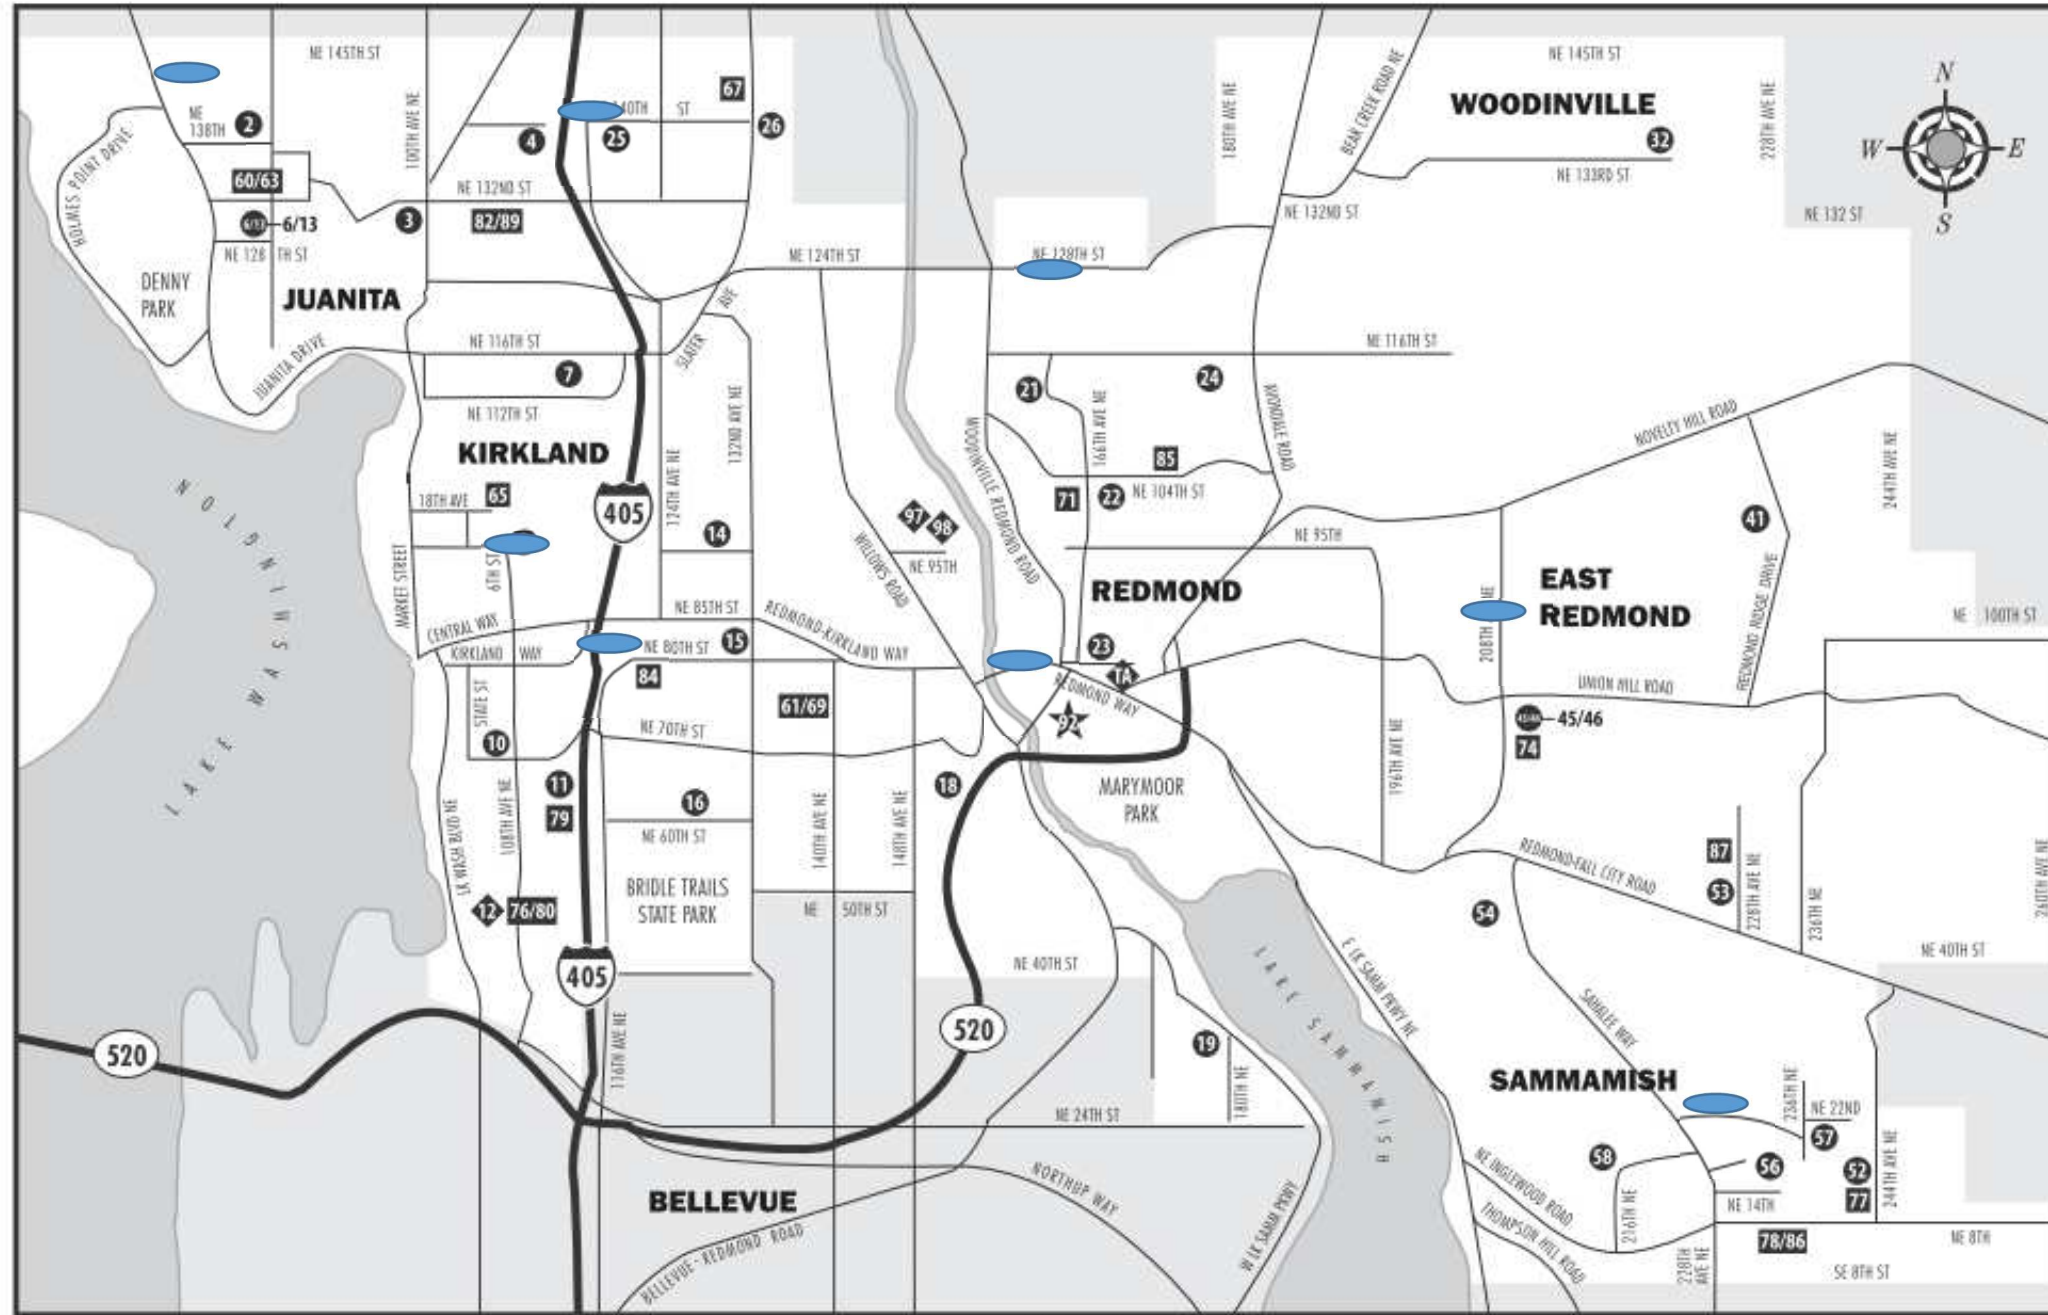 NE 145TH ST
NE 145TH ST
N
W
E
S
WOODINVILLE
67
26
NE
138TH
2
100TH AVE NE
4
140TH ST
25
180TH AVE NE
BEAR CREEK ROAD NE
32
228TH AVE NE
HOLMES POINT DRIVE
60/63
NE 132ND ST
NE 133RD ST
6/13
6/13
3
82/89
NE 132ND ST
NE 132 ST
NE 128TH ST
NE 124TH ST
NE 128TH ST
DENNY
PARK
JUANITA
SLATER AVE
JUANITA DRIVE
NE 116TH ST
NE 116TH ST
7
21
24
NE 112TH ST
132ND AVE NE
166TH AVE NE
AVONDALE ROAD
NOVELTY HILL ROAD
KIRKLAND
WOODINVILLE REDMOND ROAD
244TH AVE NE
85
18TH AVE
65
405
124TH AVE NE
71
22
NE 104TH ST
97
98
41
14
NE 95TH
NE 95TH
MARKET STREET
6TH ST
WILLOWS ROAD
REDMOND
EAST
REDMOND
208TH
NE
REDMOND RIDGE DRIVE
NE 100TH ST
LAKE WASHINGTON
NE 85TH ST
REDMOND-KIRKLAND WAY
CENTRAL WAY
KIRKLAND WAY
NE 80TH ST
15
23
1A
84
REDMOND WAY
UNION HILL ROAD
STATE ST
61/69
92
45/46
45/46
74
10
NE 70TH ST
196TH AVE NE
11
79
18
MARYMOOR
PARK
16
NE 60TH ST
LK WASH BLVD NE
108TH AVE NE
140TH AVE NE
148TH AVE NE
REDMOND-FALL CITY ROAD
87
53
228TH AVE NE
236TH NE
260TH AVE NE
BRIDLE TRAILS
STATE PARK
12
76/80
NE 50TH ST
54
NE 40TH ST
NE 40TH ST
405
E LK SAMM PKWY NE
LAKE SAMMAMISH
SAHALEE WAY
520
520
116TH AVE NE
19
180TH NE
SAMMAMISH
236TH NE
NE 22ND
57
NE 24TH ST
58
56
52
77
244TH AVE NE
NE INGLEWOOD ROAD
THOMPSON HILL ROAD
216TH NE
NE 14TH
BELLEVUE
NORTHUP WAY
BELLEVUE-REDMOND ROAD
W LK SAMM PKWY
228TH
AVE NE
78/86
NE 8TH
SE 8TH ST